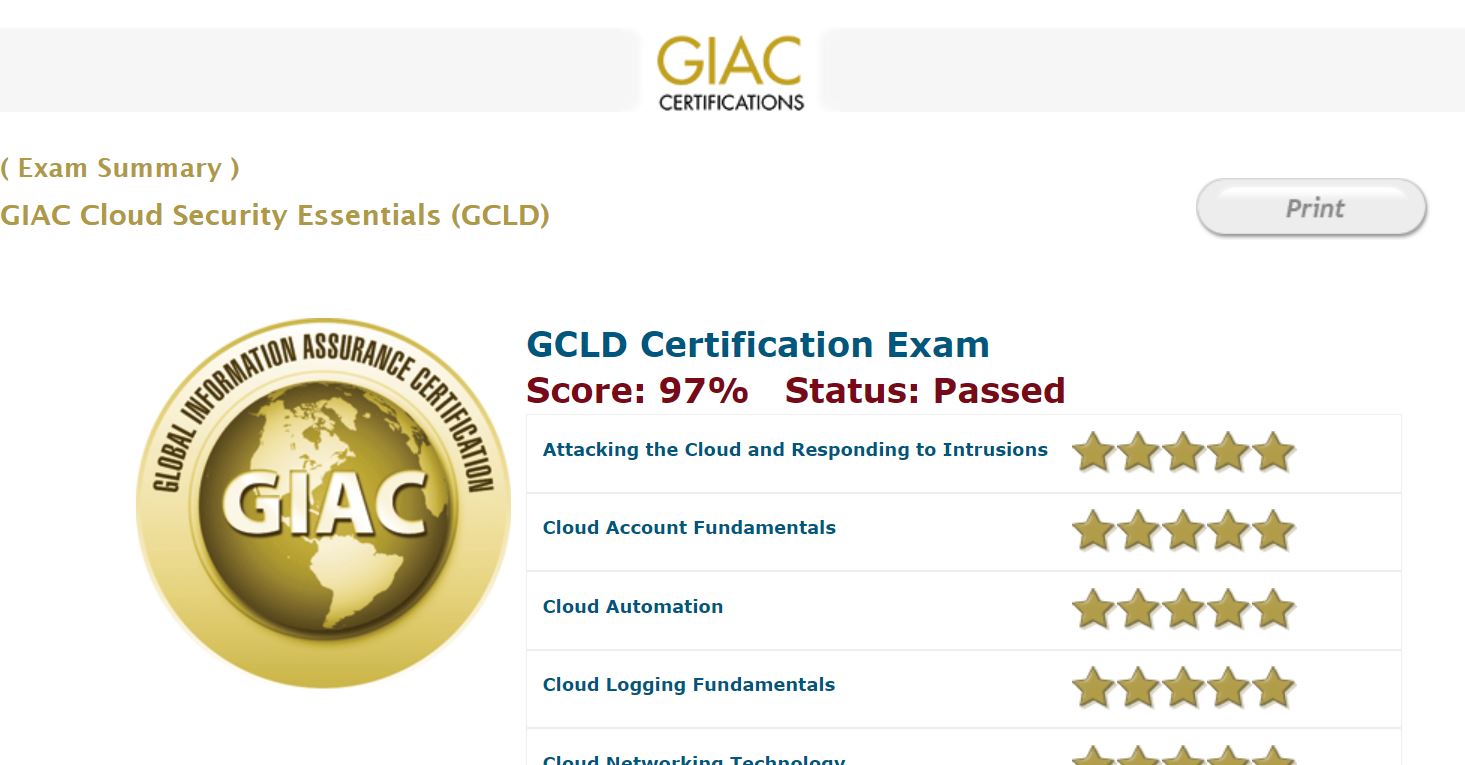 GIAC
CERTIFICATIONS
( Exam Summary )
GIAC Cloud Security Essentials (GCLD)
Print
GLOBAL INFORMATION ASSURANCE CERTIFICATION
GIAC
GCLD Certification Exam
Score: 97% Status: Passed
Attacking the Cloud and Responding to Intrusions
Cloud Account Fundamentals
Cloud Automation
Cloud Logging Fundamentals
Cloud Networking Technology